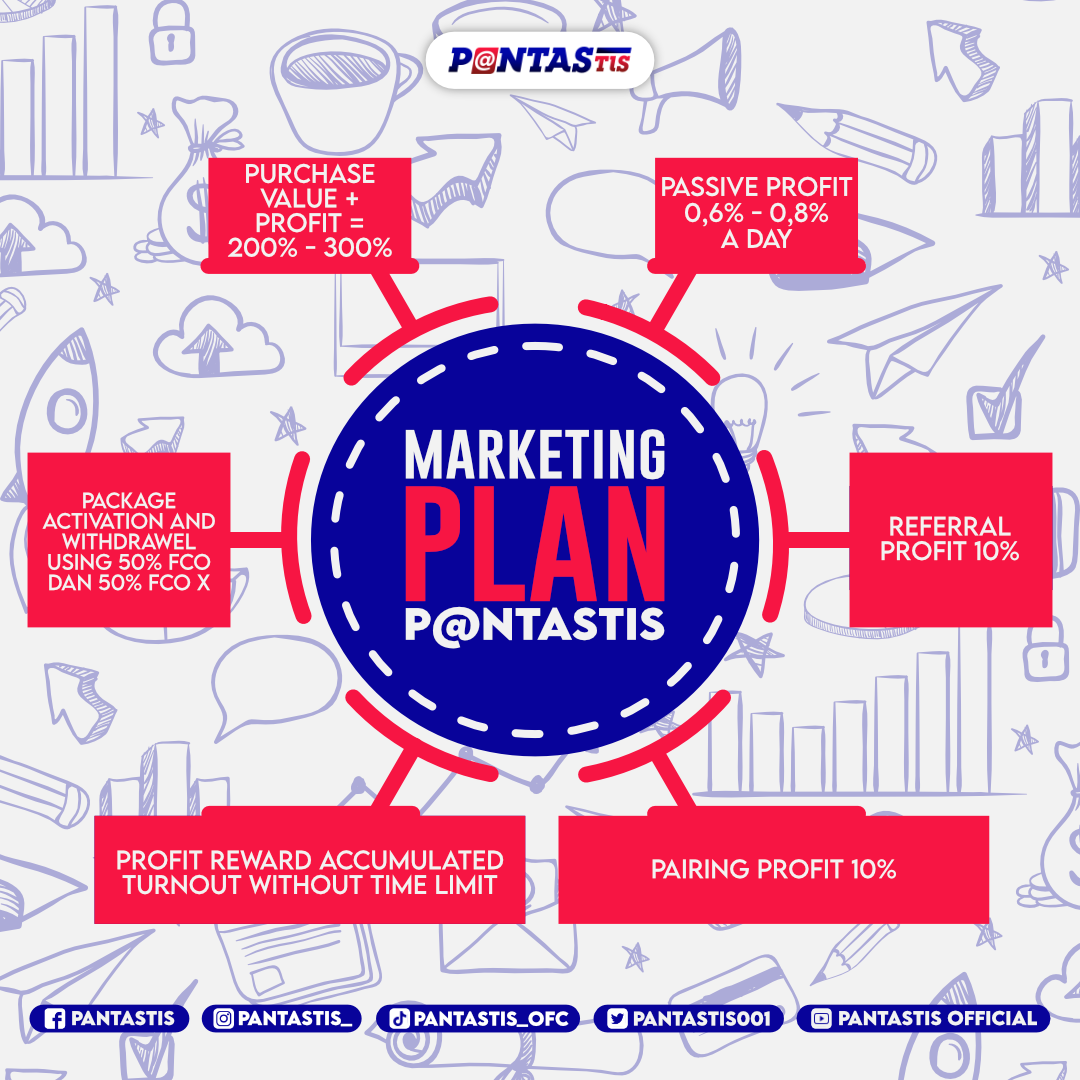 P@NTASTIS
PURCHASE
VALUE +
PROFIT =
200% - 300%
PASSIVE PROFIT
0,6% - 0,8%
A DAY
MARKETING
PLAN
P@NTASTIS
PACKAGE
ACTIVATION AND
WITHDRAWEL
USING 50% FCO
DAN 50% FCO X
REFERRAL
PROFIT 10%
PROFIT REWARD ACCUMULATED
TURNOUT WITHOUT TIME LIMIT
PAIRING PROFIT 10%
PANTASTIS
PANTASTIS_
PANTASTIS_OFC
PANTASTIS001
PANTASTIS OFFICIAL